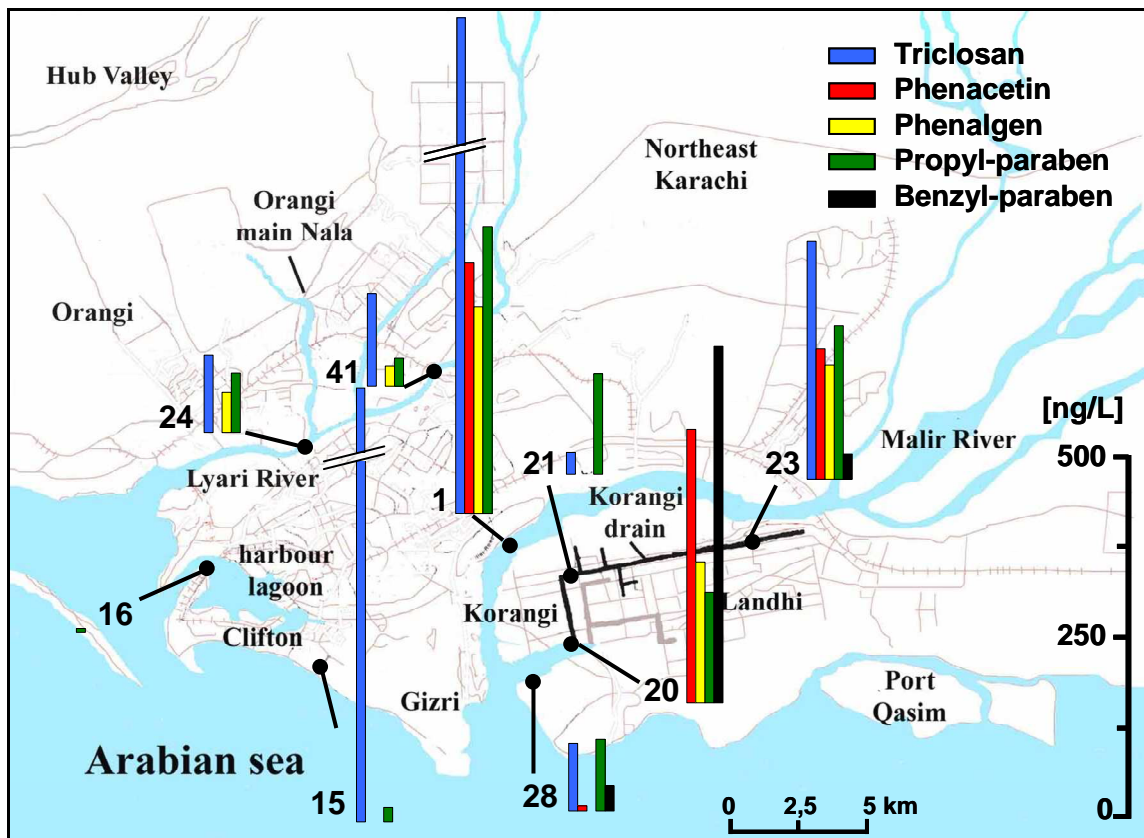 Triclosan
Phenacetin
Phenalgen
Propyl-paraben
Benzyl-paraben
Hub Valley
Northeast
Karachi
Orangi
main Nala
Orangi
41
24
[ng/L]
Malir River
500
Lyari River
21
23
Korangi
drain
1
harbour
lagoon
16
Korangi
Landhi
Clifton
250
20
Gizri
Port
Qasim
Arabian sea
15
28
0
2,5
5 km
0